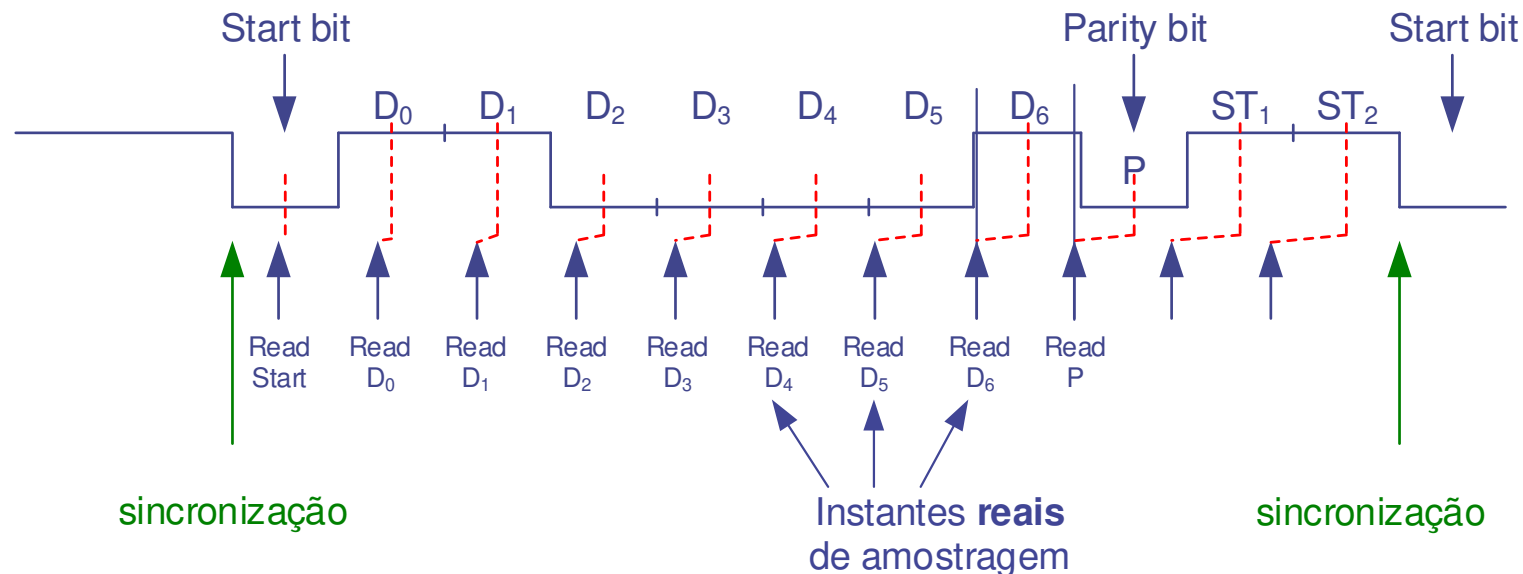 Start bit
Parity bit
Start bit
D₀
D₁
D₂
D₃
D₄
D₅
D₆
ST₁
ST₂
P
Read
Start
Read
D₀
Read
D₁
Read
D₂
Read
D₃
Read
D₄
Read
D₅
Read
D₆
Read
P
sincronização
Instantes reais
de amostragem
sincronização